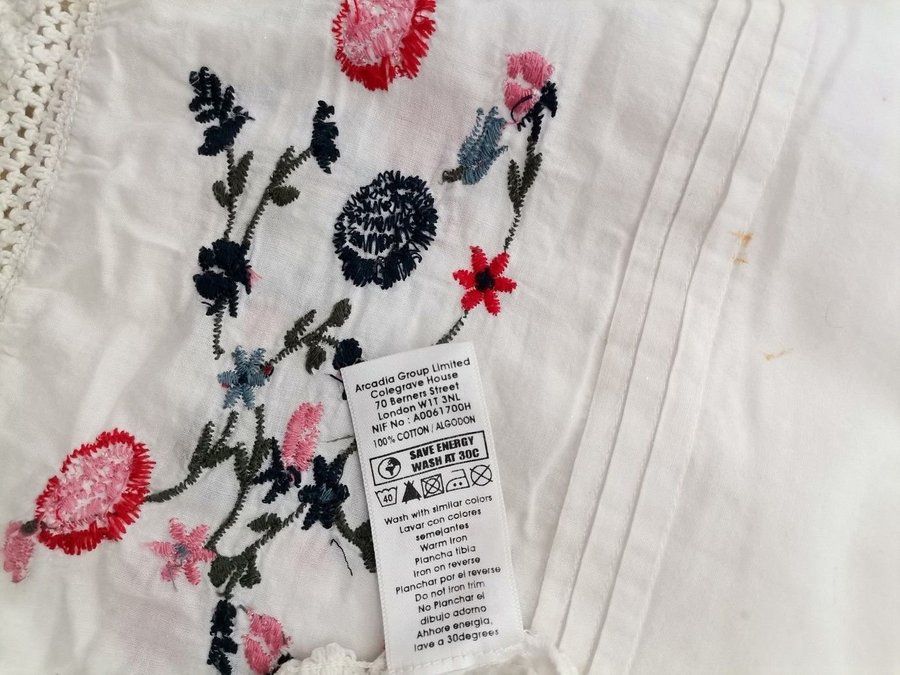 Arcadia Group Limited
Colegrave House
70 Berners Street
London W1T 3NL
NIF No : A0061700H
100% COTTON / ALGODON
SAVE ENERGY
WASH AT 30C
40
Wash with similar colors
Lavar con colores
semejantes
Warm Iron
Plancha tibia
Iron on reverse
Planchar por el reverse
Do not iron trim
No Planchar el
dibujo adorno
Ahhore energia,
lave a 30degrees